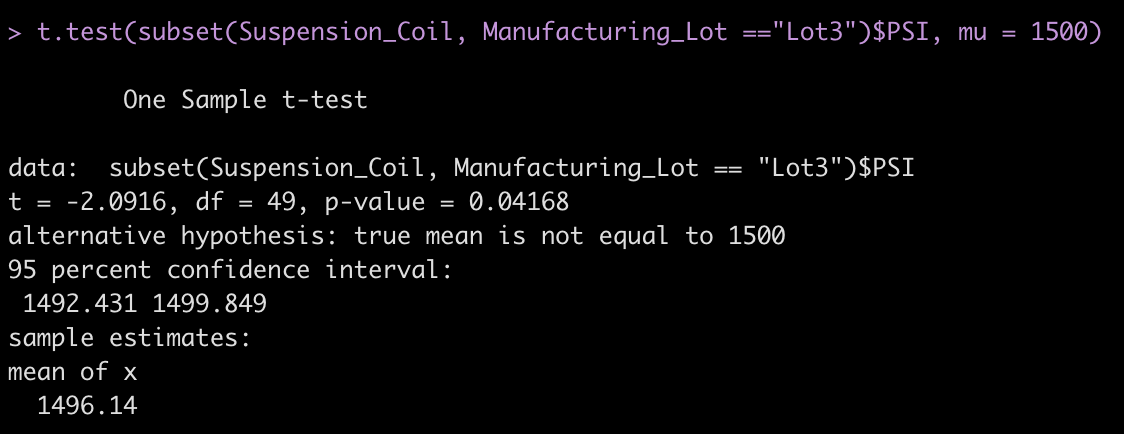 > t.test(subset(Suspension_Coil, Manufacturing_Lot =="Lot3")$PSI, mu = 1500)
One Sample t-test
data:  subset(Suspension_Coil, Manufacturing_Lot == "Lot3")$PSI
t = -2.0916, df = 49, p-value = 0.04168
alternative hypothesis: true mean is not equal to 1500
95 percent confidence interval:
1492.431 1499.849
sample estimates:
mean of x
1496.14